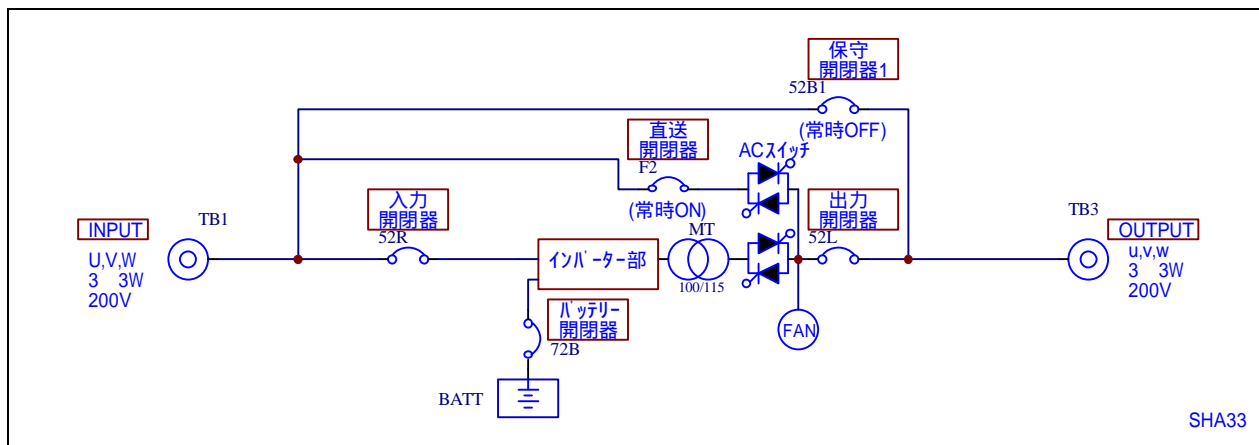 保守
開閉器1
52B1
(常時OFF)
直送
開閉器
F2
(常時ON)
ACスイッチ
入力
開閉器
52R
出力
開閉器
52L
TB1
INPUT
U,V,W
3 3W
200V
インバーター部
MT
100/115
TB3
OUTPUT
u,v,w
3 3W
200V
バッテリー
開閉器
72B
FAN
BATT
SHA33